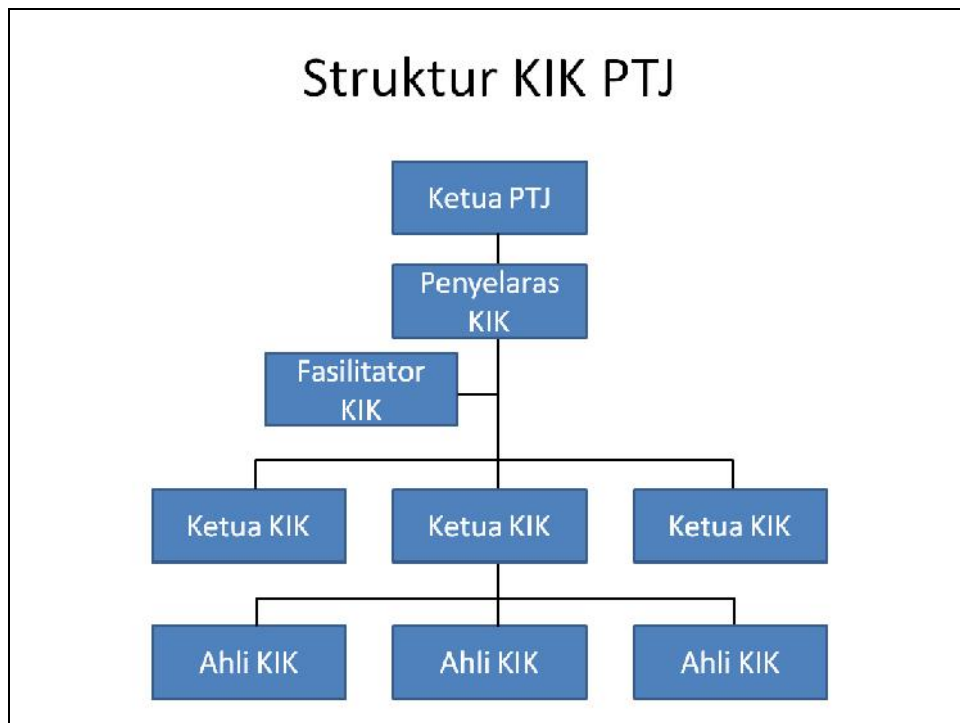 Struktur KIK PTJ
Ketua PTJ
Penyelaras
KIK
Fasilitator
KIK
Ketua KIK
Ketua KIK
Ketua KIK
Ahli KIK
Ahli KIK
Ahli KIK